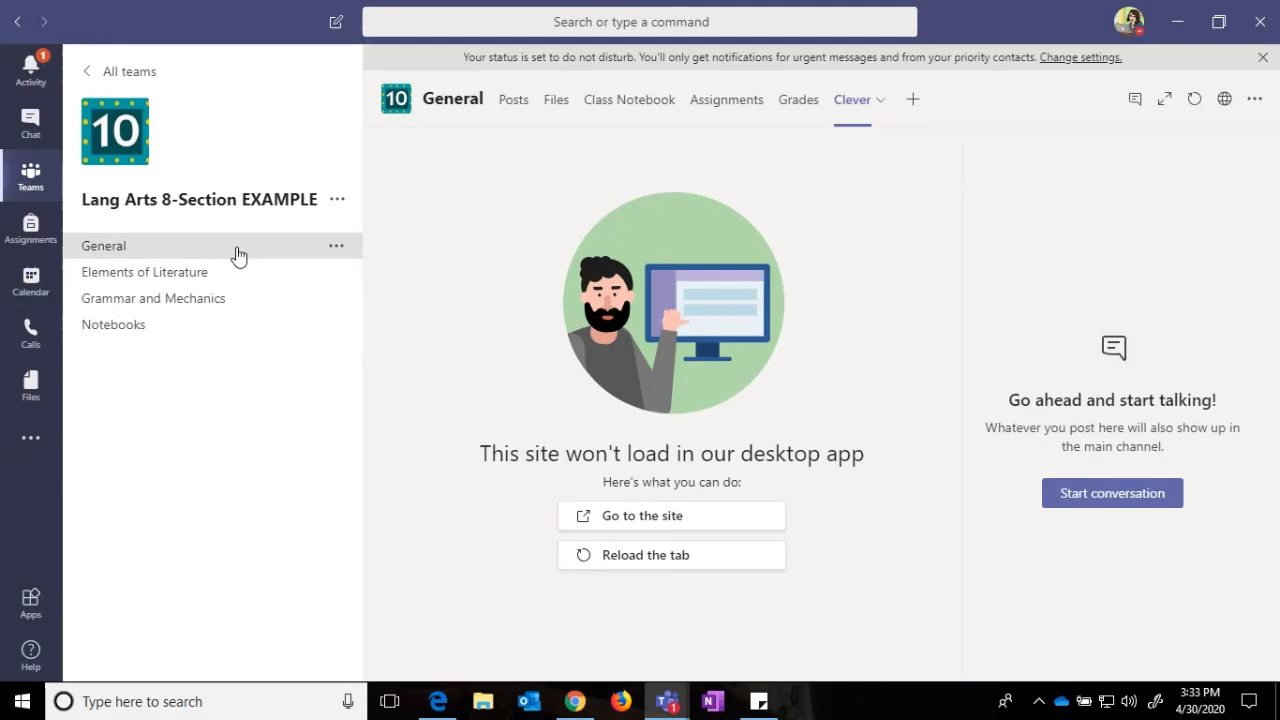 Search or type a command
Your status is set to do not disturb. You'll only get notifications for urgent messages and from your priority contacts. Change settings.
1
Activity
Chat
Teams
Assignments
Calendar
Calls
Files
Apps
Help
All teams
10
Lang Arts 8-Section EXAMPLE
General
Elements of Literature
Grammar and Mechanics
Notebooks
10 General Posts Files Class Notebook Assignments Grades Clever
This site won't load in our desktop app
Here's what you can do:
Go to the site
Reload the tab
Go ahead and start talking!
Whatever you post here will also show up in
the main channel.
Start conversation
Type here to search
1
N
3:33 PM
4/30/2020